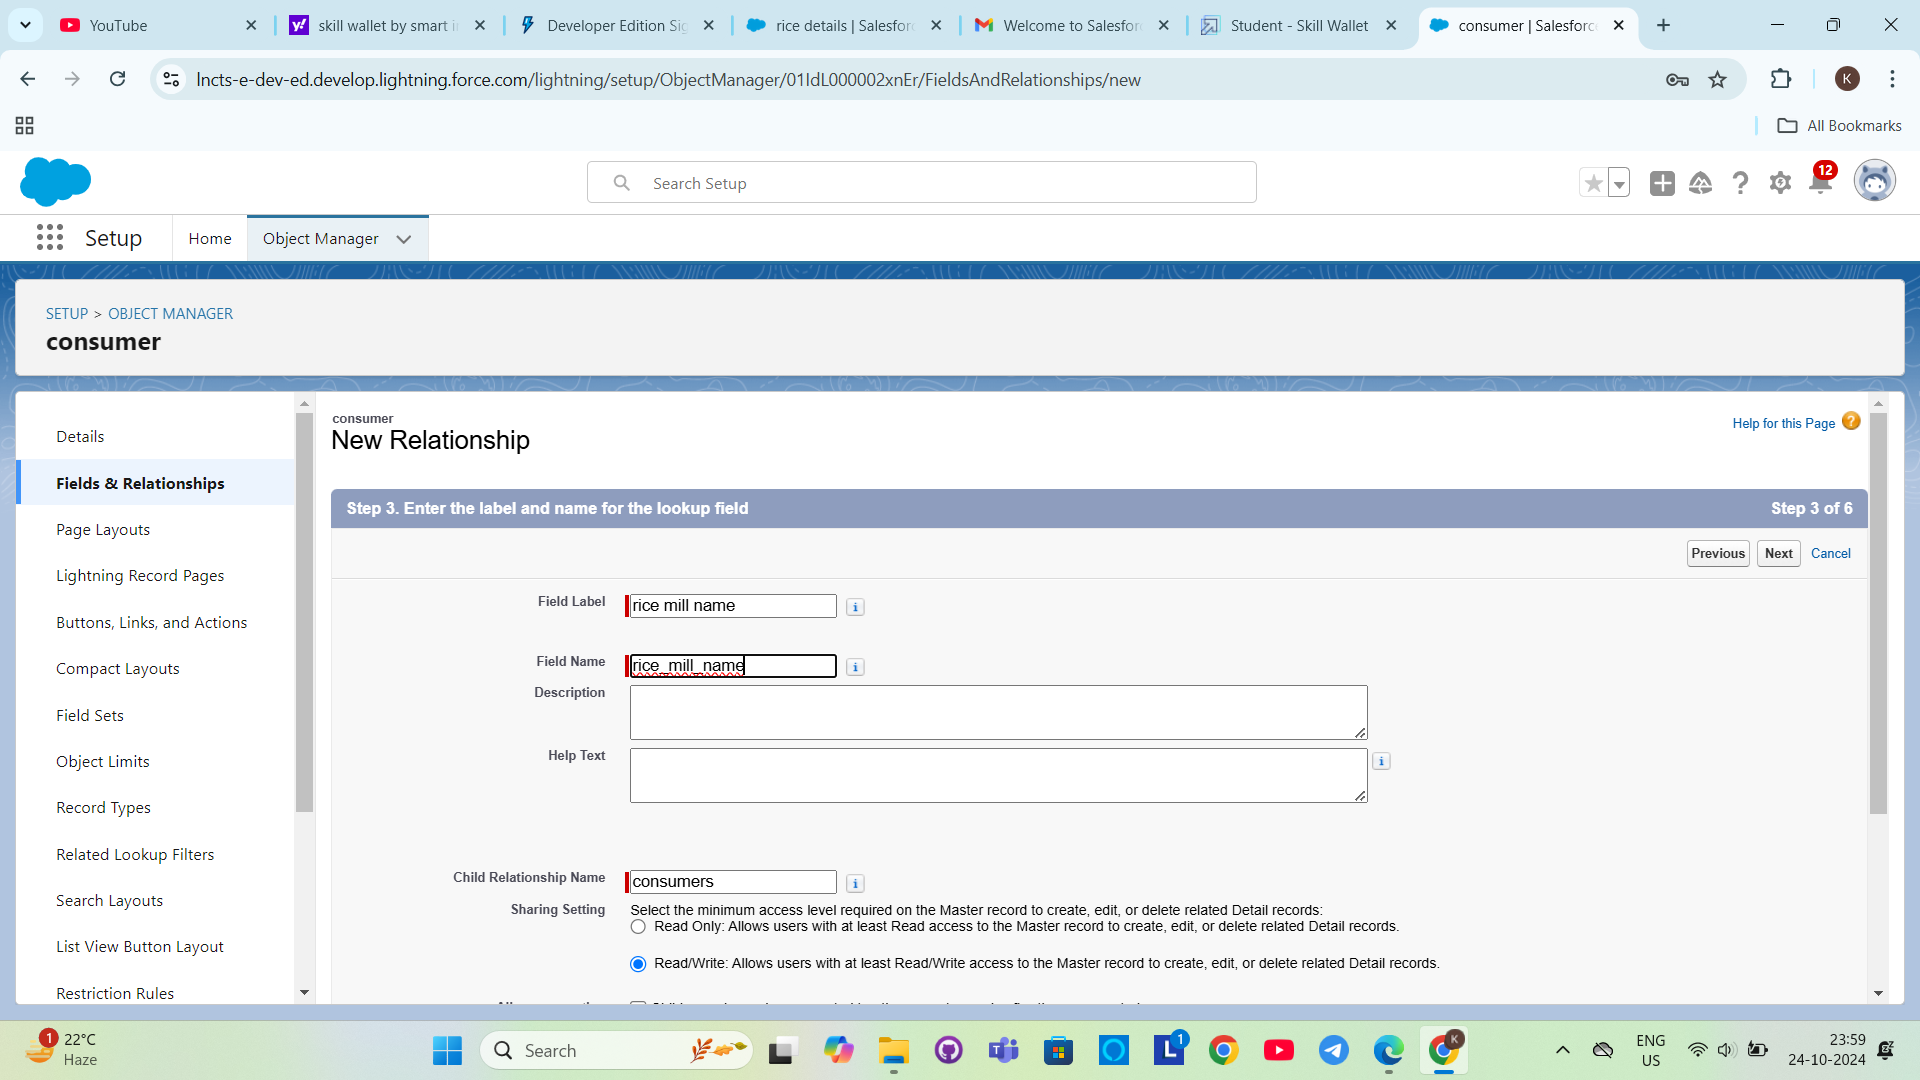 YouTube
skill wallet by smart in
Developer Edition Sig
rice details | Salesforc
Welcome to Salesfor
Student - Skill Wallet
consumer | Salesforc
lncts-e-dev-ed.develop.lightning.force.com/lightning/setup/ObjectManager/01IdL000002xnEr/FieldsAndRelationships/new
K
All Bookmarks
Search Setup
12
Setup
Home
Object Manager
SETUP > OBJECT MANAGER
consumer
Details
Fields & Relationships
Page Layouts
Lightning Record Pages
Buttons, Links, and Actions
Compact Layouts
Field Sets
Object Limits
Record Types
Related Lookup Filters
Search Layouts
List View Button Layout
Restriction Rules
consumer
New Relationship
Help for this Page
Step 3. Enter the label and name for the lookup field
Step 3 of 6
Previous
Next
Cancel
Field Label
rice mill name
Field Name
rice_mill_name
Description
Help Text
Child Relationship Name
consumers
Sharing Setting
Select the minimum access level required on the Master record to create, edit, or delete related Detail records:
Read Only: Allows users with at least Read access to the Master record to create, edit, or delete related Detail records.
Read/Write: Allows users with at least Read/Write access to the Master record to create, edit, or delete related Detail records.
1
22°C
Haze
Search
1
K
ENG
US
23:59
24-10-2024